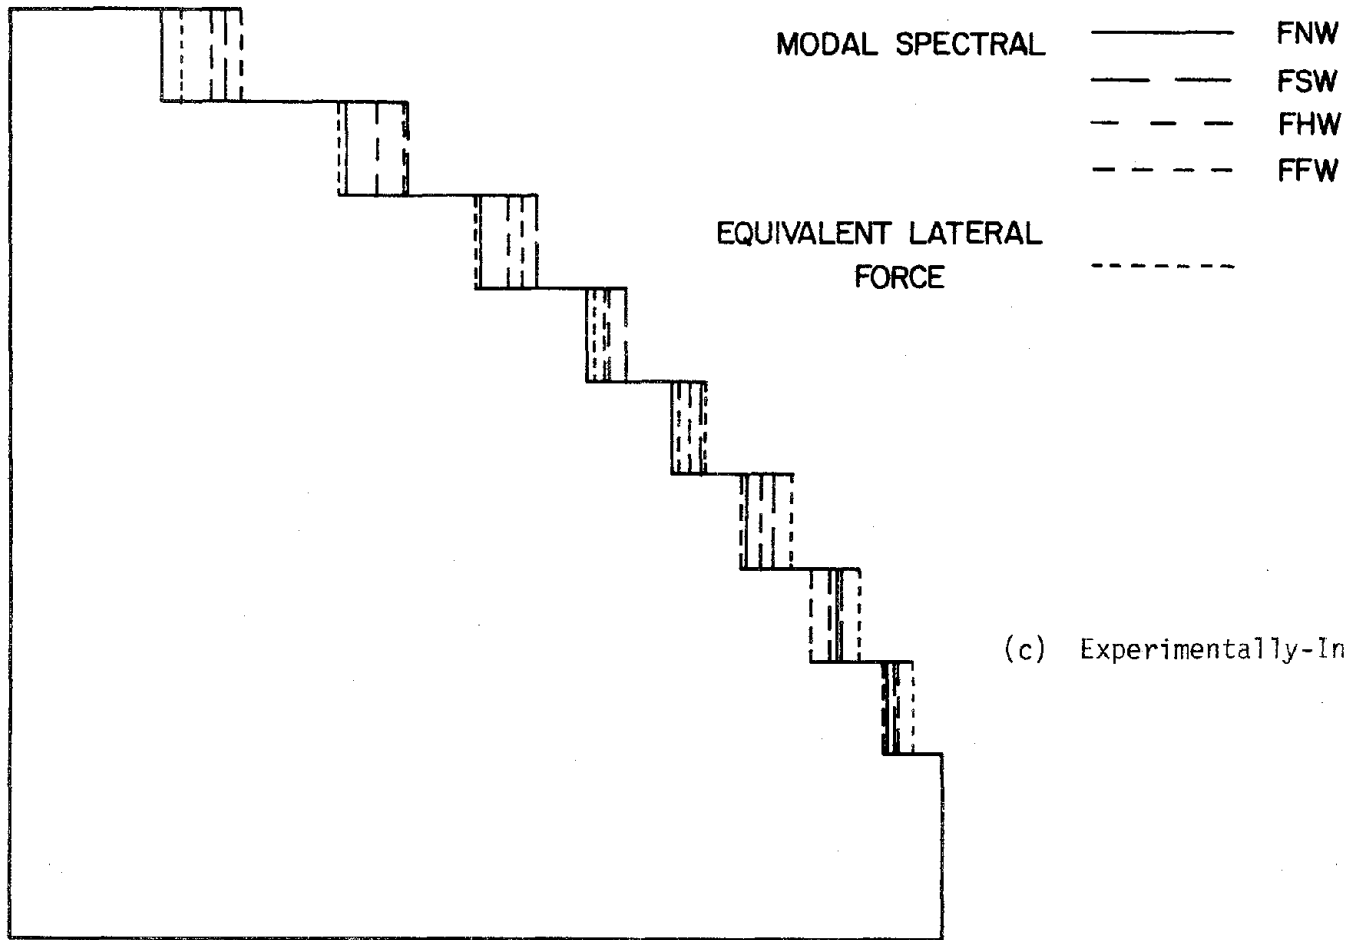 MODAL SPECTRAL
FNW
FSW
FHW
FFW
EQUIVALENT LATERAL
FORCE
(c) Experimentally-In